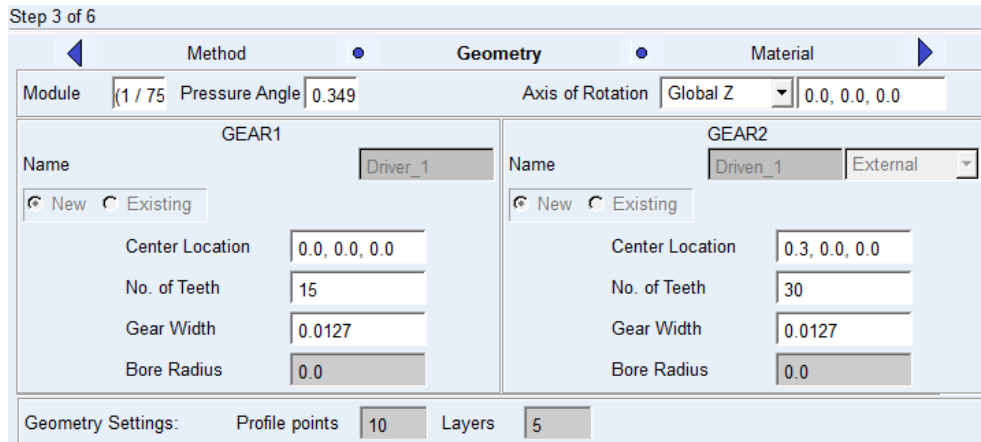 Step 3 of 6
Method Geometry Material
Module (1 / 75 Pressure Angle 0.349 Axis of Rotation Global Z 0.0, 0.0, 0.0
GEAR1 GEAR2
Name Driver_1 Name Driven_1 External
New Existing New Existing
Center Location 0.0, 0.0, 0.0 Center Location 0.3, 0.0, 0.0
No. of Teeth 15 No. of Teeth 30
Gear Width 0.0127 Gear Width 0.0127
Bore Radius 0.0 Bore Radius 0.0
Geometry Settings: Profile points 10 Layers 5